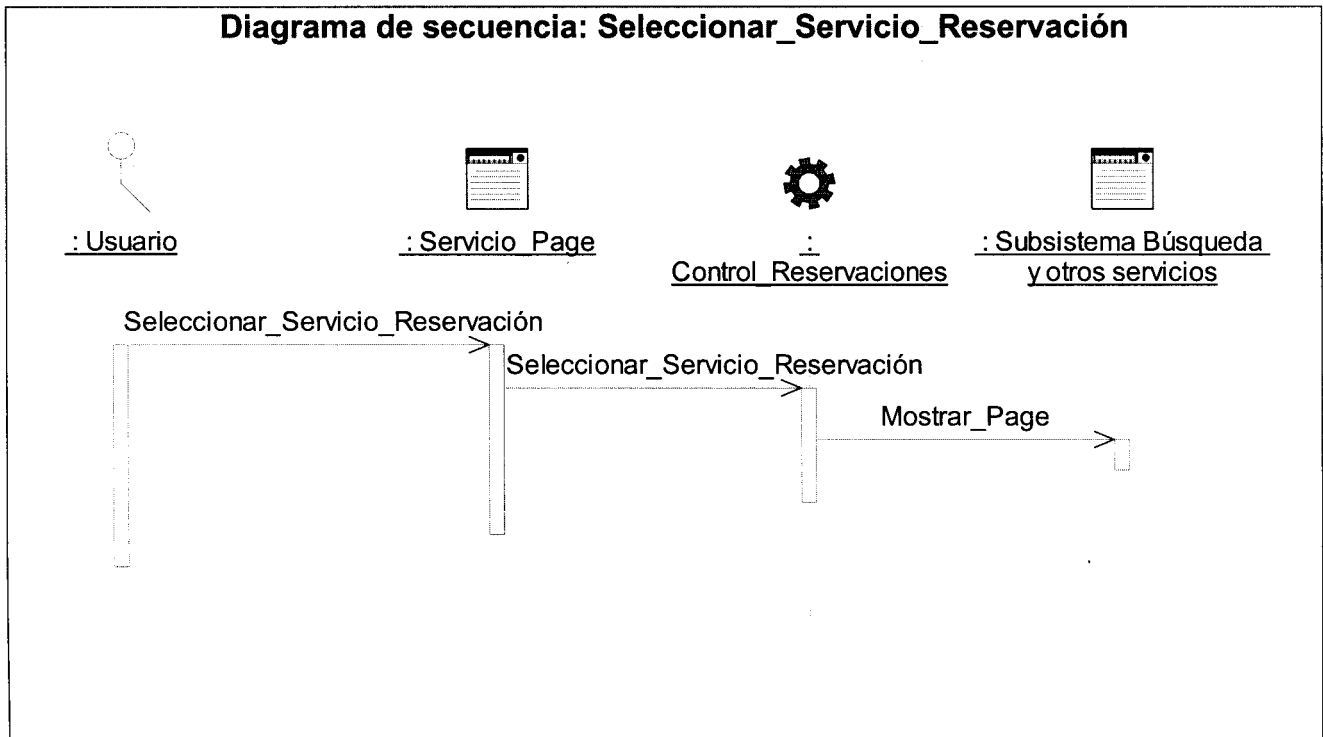 Diagrama de secuencia: Seleccionar_Servicio_Reservación
: Usuario
: Servicio_Page
:
Control_Reservaciones
: Subsistema Búsqueda
y otros servicios
Seleccionar_Servicio_Reservación
Seleccionar_Servicio_Reservación
Mostrar_Page